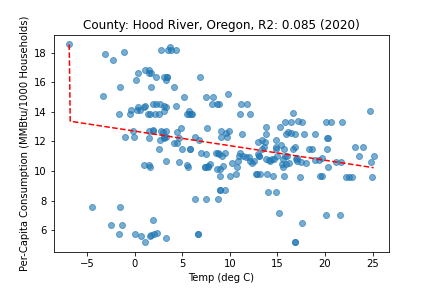 County: Hood River, Oregon, R2: 0.085 (2020)
Per-Capita Consumption (MMBtu/1000 Households)
18
16
14
12
10
8
6
−5 0 5 10 15 20 25
Temp (deg C)